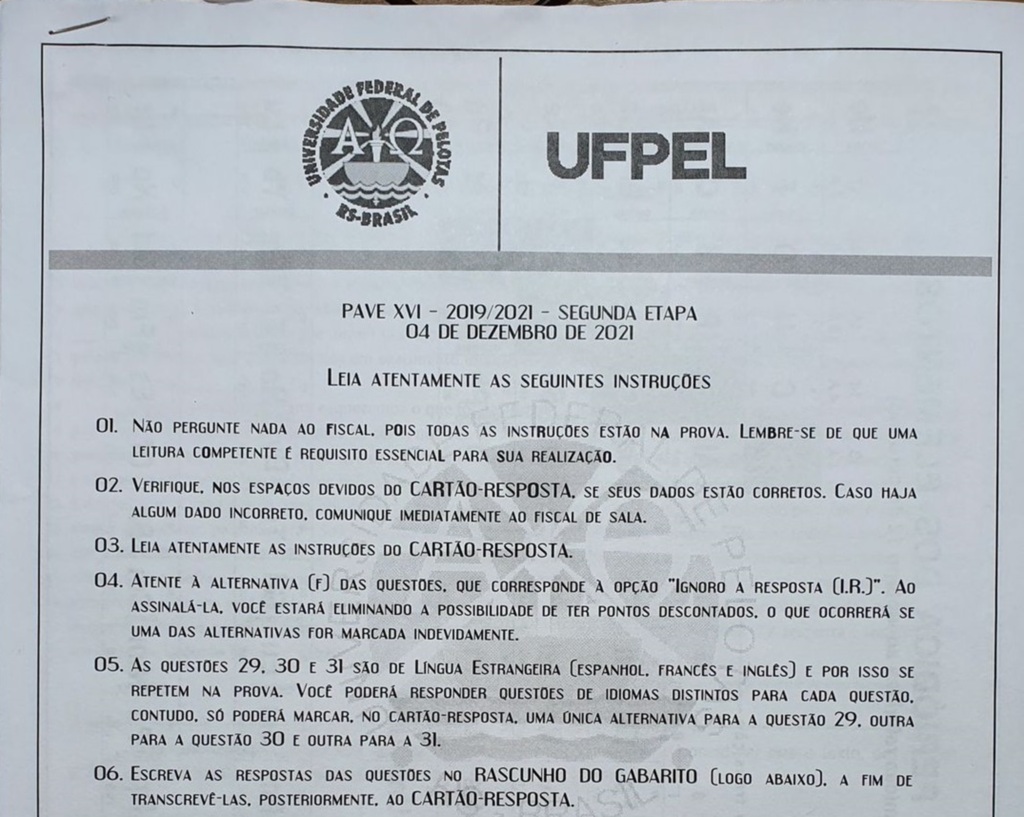 UNIVERSIDADE FEDERAL DE PELOTAS
RS-BRASIL
Α Ω
UFPEL
PAVE XVI - 2019/2021 - SEGUNDA ETAPA
04 DE DEZEMBRO DE 2021
LEIA ATENTAMENTE AS SEGUINTES INSTRUÇÕES
01. NÃO PERGUNTE NADA AO FISCAL, POIS TODAS AS INSTRUÇÕES ESTÃO NA PROVA. LEMBRE-SE DE QUE UMA
LEITURA COMPETENTE É REQUISITO ESSENCIAL PARA SUA REALIZAÇÃO.
02. VERIFIQUE, NOS ESPAÇOS DEVIDOS DO CARTÃO-RESPOSTA, SE SEUS DADOS ESTÃO CORRETOS. CASO HAJA
ALGUM DADO INCORRETO, COMUNIQUE IMEDIATAMENTE AO FISCAL DE SALA.
03. LEIA ATENTAMENTE AS INSTRUÇÕES DO CARTÃO-RESPOSTA.
04. ATENTE À ALTERNATIVA (F) DAS QUESTÕES, QUE CORRESPONDE À OPÇÃO "IGNORO A RESPOSTA (I.R.)". AO
ASSINALÁ-LA, VOCÊ ESTARÁ ELIMINANDO A POSSIBILIDADE DE TER PONTOS DESCONTADOS, O QUE OCORRERÁ SE
UMA DAS ALTERNATIVAS FOR MARCADA INDEVIDAMENTE.
05. AS QUESTÕES 29, 30 E 31 SÃO DE LÍNGUA ESTRANGEIRA (ESPANHOL, FRANCÊS E INGLÊS) E POR ISSO SE
REPETEM NA PROVA. VOCÊ PODERÁ RESPONDER QUESTÕES DE IDIOMAS DISTINTOS PARA CADA QUESTÃO,
CONTUDO, SÓ PODERÁ MARCAR, NO CARTÃO-RESPOSTA, UMA ÚNICA ALTERNATIVA PARA A QUESTÃO 29, OUTRA
PARA A QUESTÃO 30 E OUTRA PARA A 31.
06. ESCREVA AS RESPOSTAS DAS QUESTÕES NO RASCUNHO DO GABARITO (LOGO ABAIXO), A FIM DE
TRANSCREVÊ-LAS, POSTERIORMENTE, AO CARTÃO-RESPOSTA.